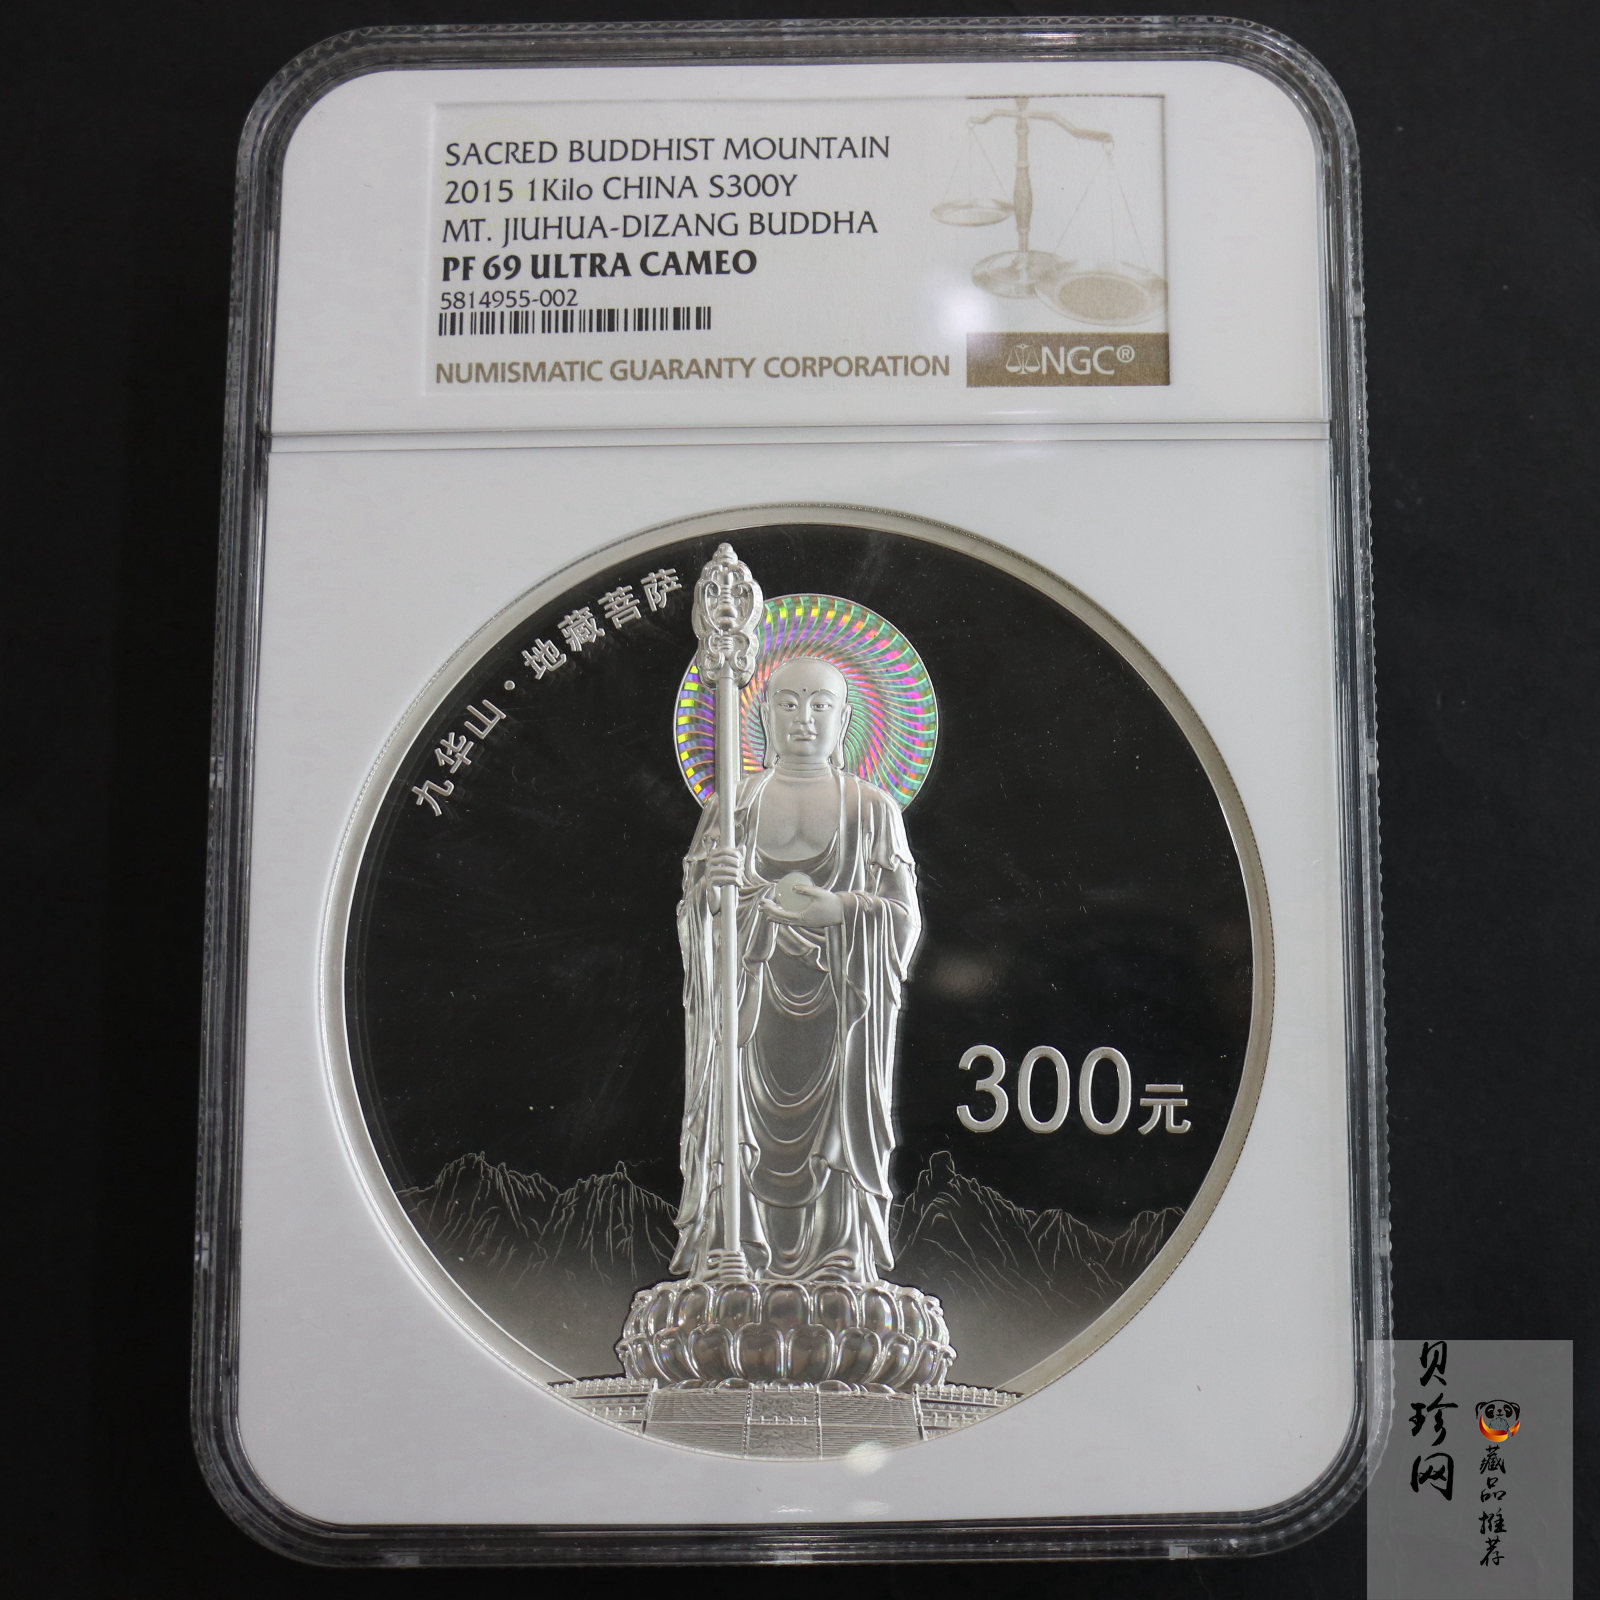 SACRED BUDDHIST MOUNTAIN
2015 1Kilo CHINA S300Y
MT. JIUHUA-DIZANG BUDDHA
PF 69 ULTRA CAMEO
5814955-002
NUMISMATIC GUARANTY CORPORATION
NGC®
九华山·地藏菩萨
300元
贝珍网
藏品推荐